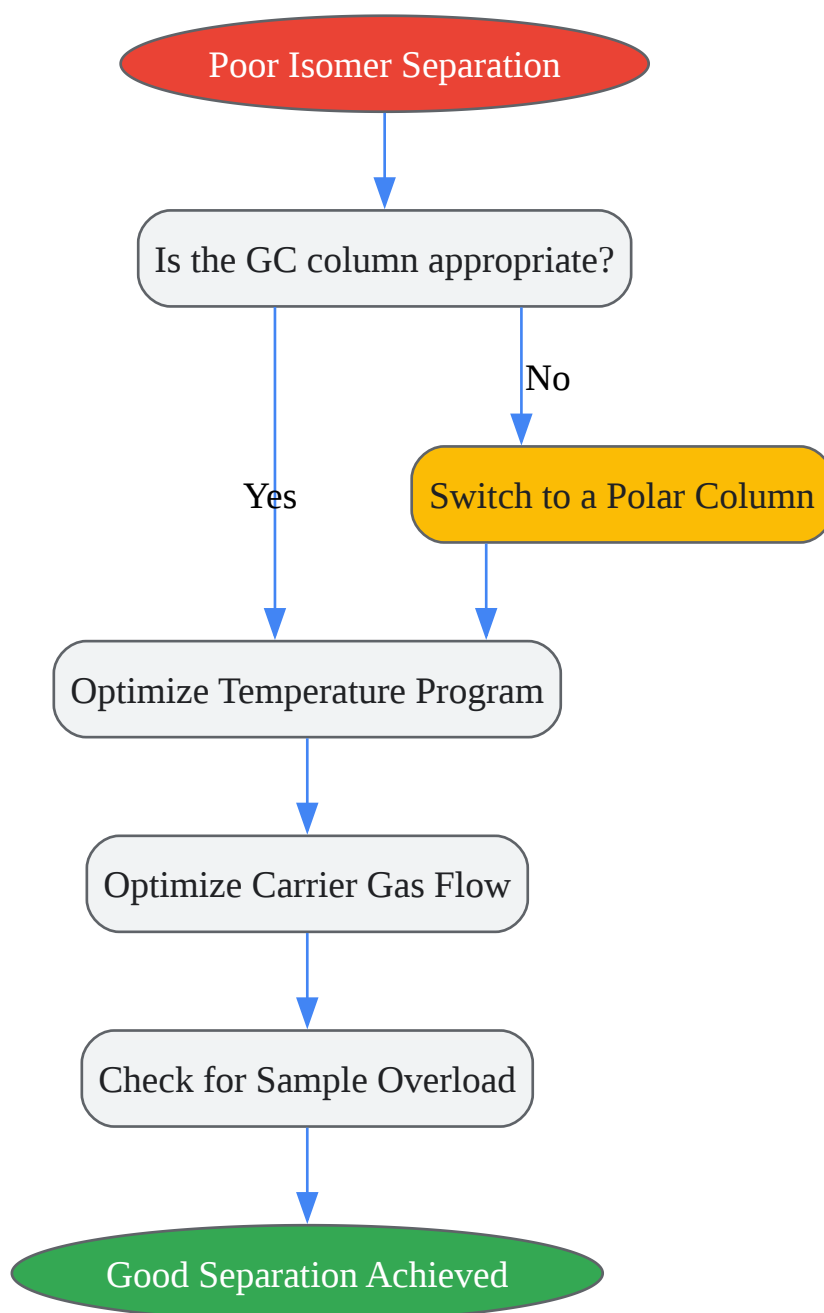 Poor Isomer Separation
Is the GC column appropriate?
No
Yes
Switch to a Polar Column
Optimize Temperature Program
Optimize Carrier Gas Flow
Check for Sample Overload
Good Separation Achieved